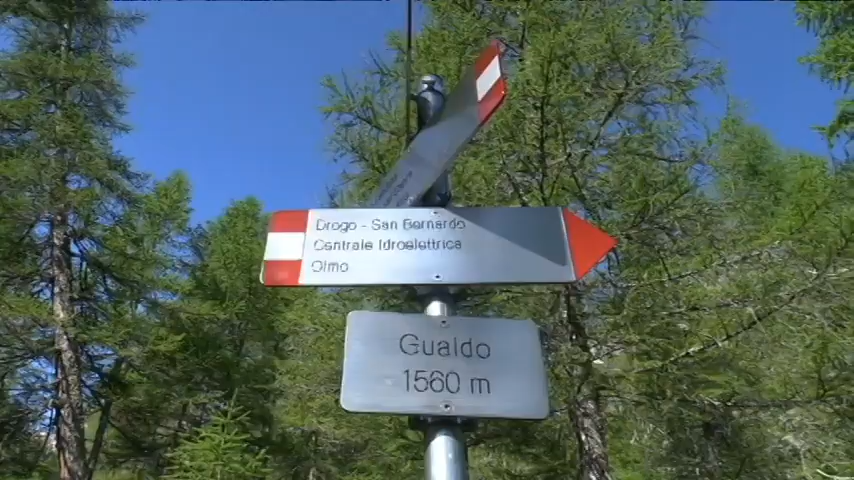 Drogo - San Bernardo
Centrale Idroelettrica
Olmo
Gualdo
1560 m